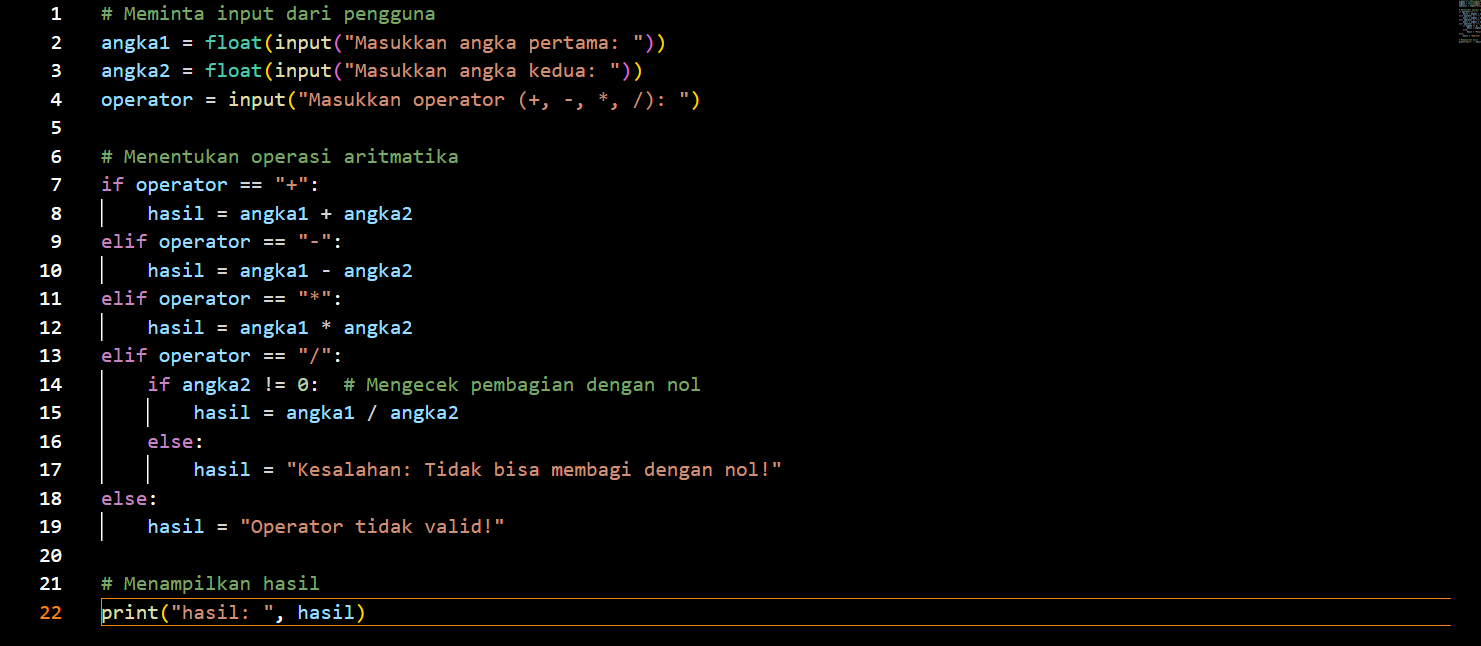 1 # Meminta input dari pengguna
2 angka1 = float(input("Masukkan angka pertama: "))
3 angka2 = float(input("Masukkan angka kedua: "))
4 operator = input("Masukkan operator (+, -, *, /): ")
5
6 # Menentukan operasi aritmatika
7 if operator == "+":
8     hasil = angka1 + angka2
9 elif operator == "-":
10     hasil = angka1 - angka2
11 elif operator == "*":
12     hasil = angka1 * angka2
13 elif operator == "/":
14     if angka2 != 0:  # Mengecek pembagian dengan nol
15         hasil = angka1 / angka2
16     else:
17         hasil = "Kesalahan: Tidak bisa membagi dengan nol!"
18 else:
19     hasil = "Operator tidak valid!"
20
21 # Menampilkan hasil
22 print("hasil: ", hasil)